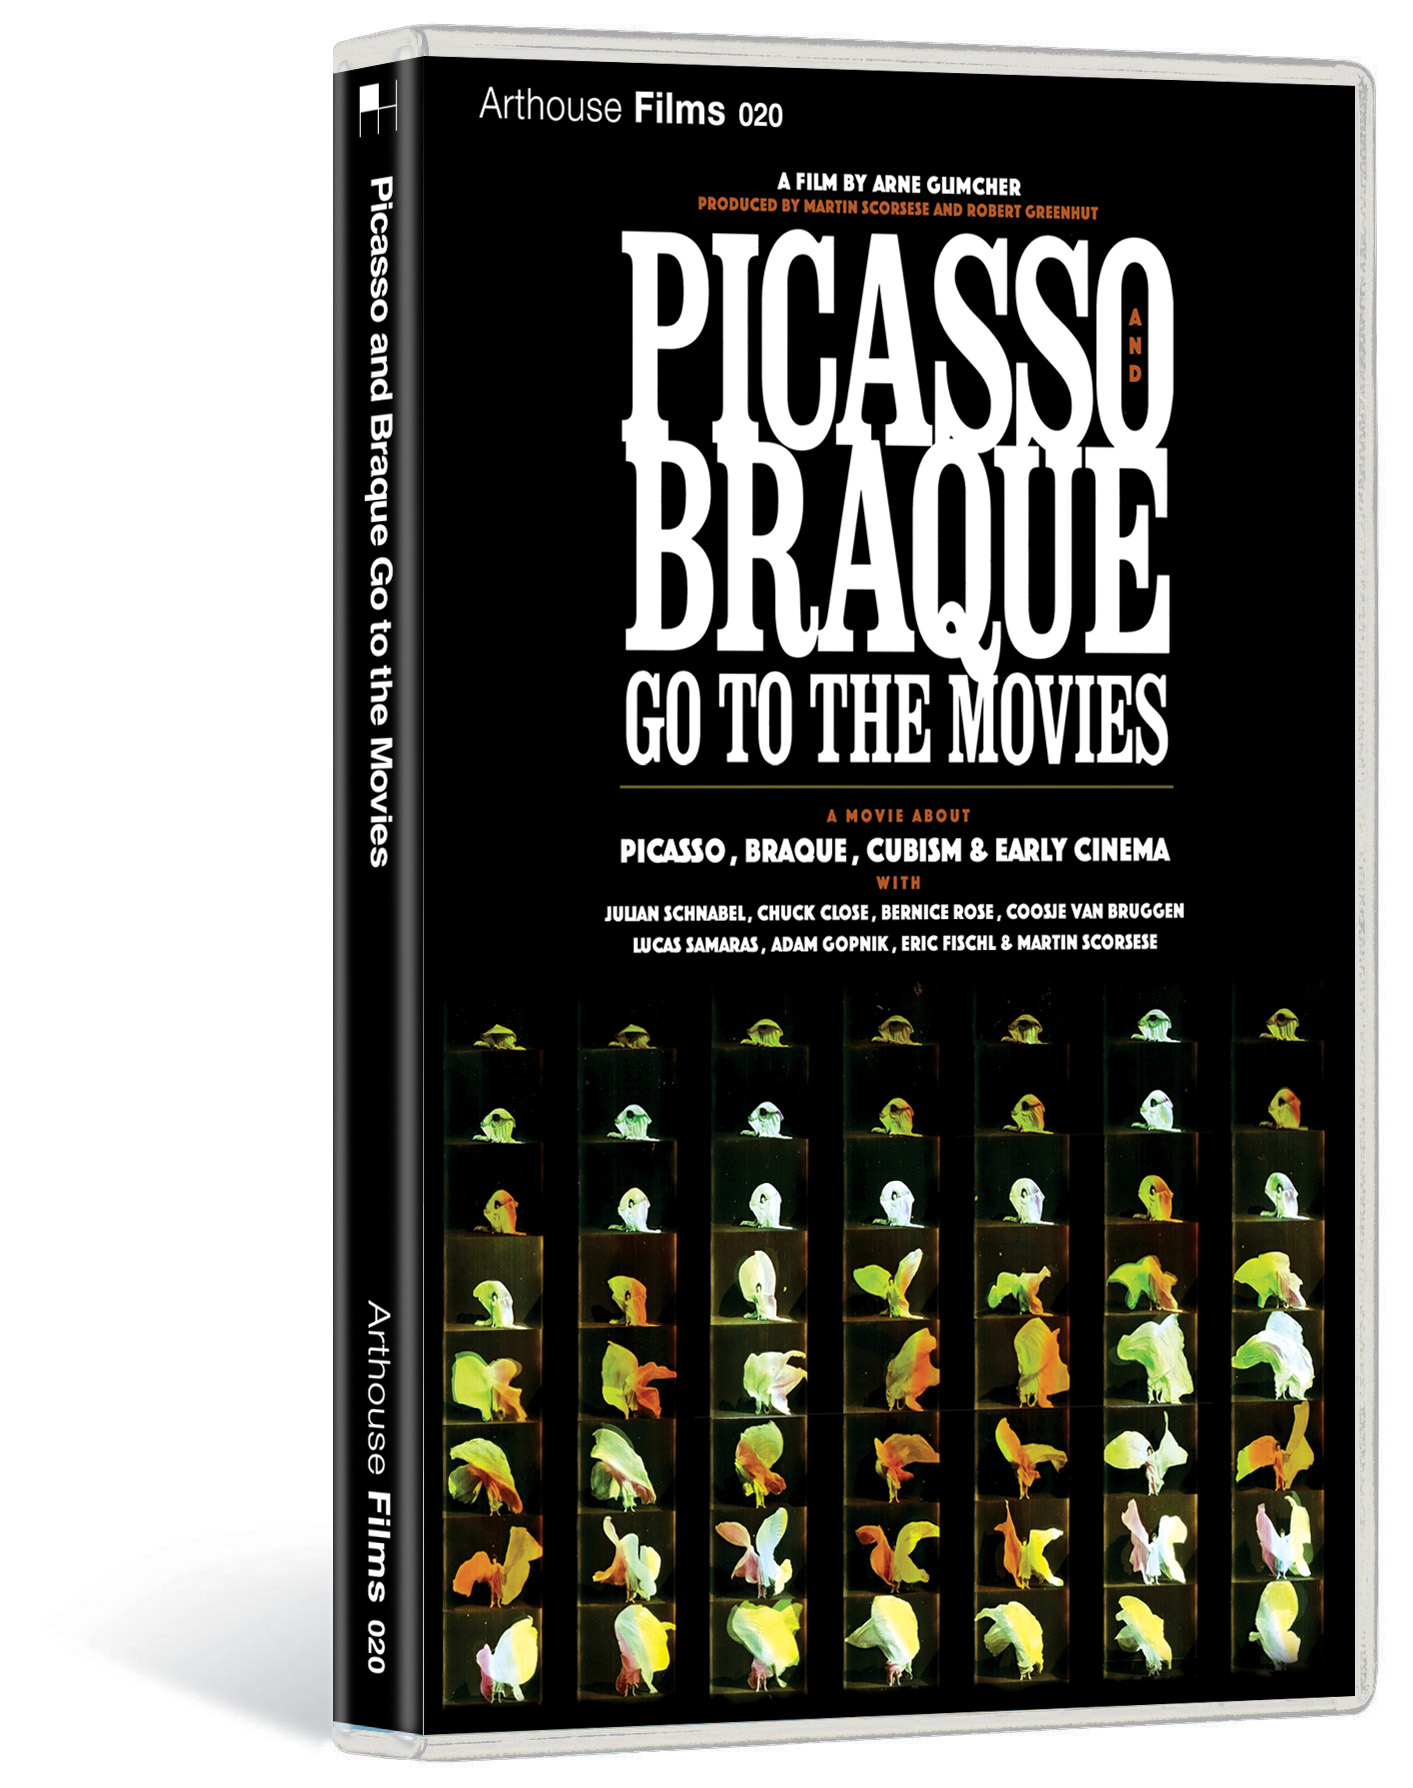 Arthouse Films 020
A FILM BY ARNE GLIMCHER
PRODUCED BY MARTIN SCORSESE AND ROBERT GREENHUT
PICASSO
AND
BRAQUE
GO TO THE MOVIES
A MOVIE ABOUT
PICASSO, BRAQUE, CUBISM & EARLY CINEMA
WITH
JULIAN SCHNABEL, CHUCK CLOSE, BERNICE ROSE, COOSJE VAN BRUGGEN
LUCAS SAMARAS, ADAM GOPNIK, ERIC FISCHL & MARTIN SCORSESE
Picasso and Braque Go to the Movies
Arthouse Films 020